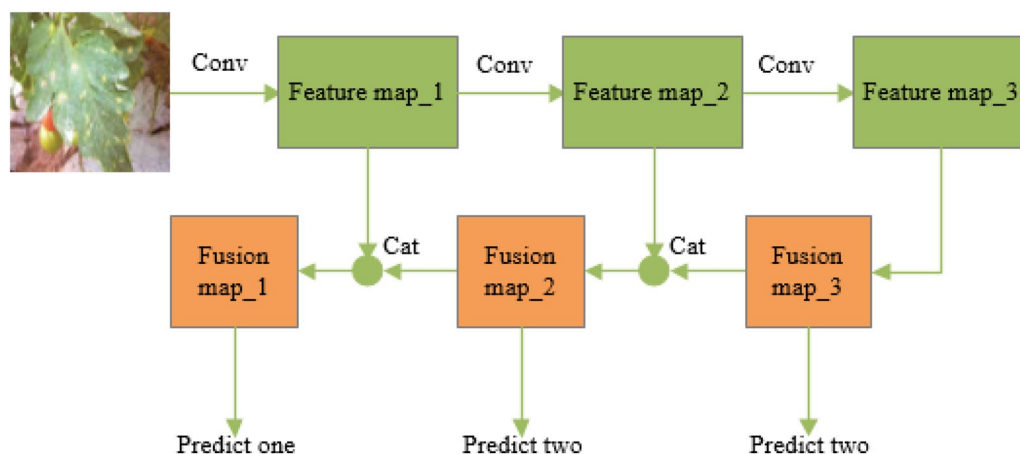 Conv
Conv
Conv
Feature map_1
Feature map_2
Feature map_3
Cat
Cat
Fusion
map_1
Fusion
map_2
Fusion
map_3
Predict one
Predict two
Predict two